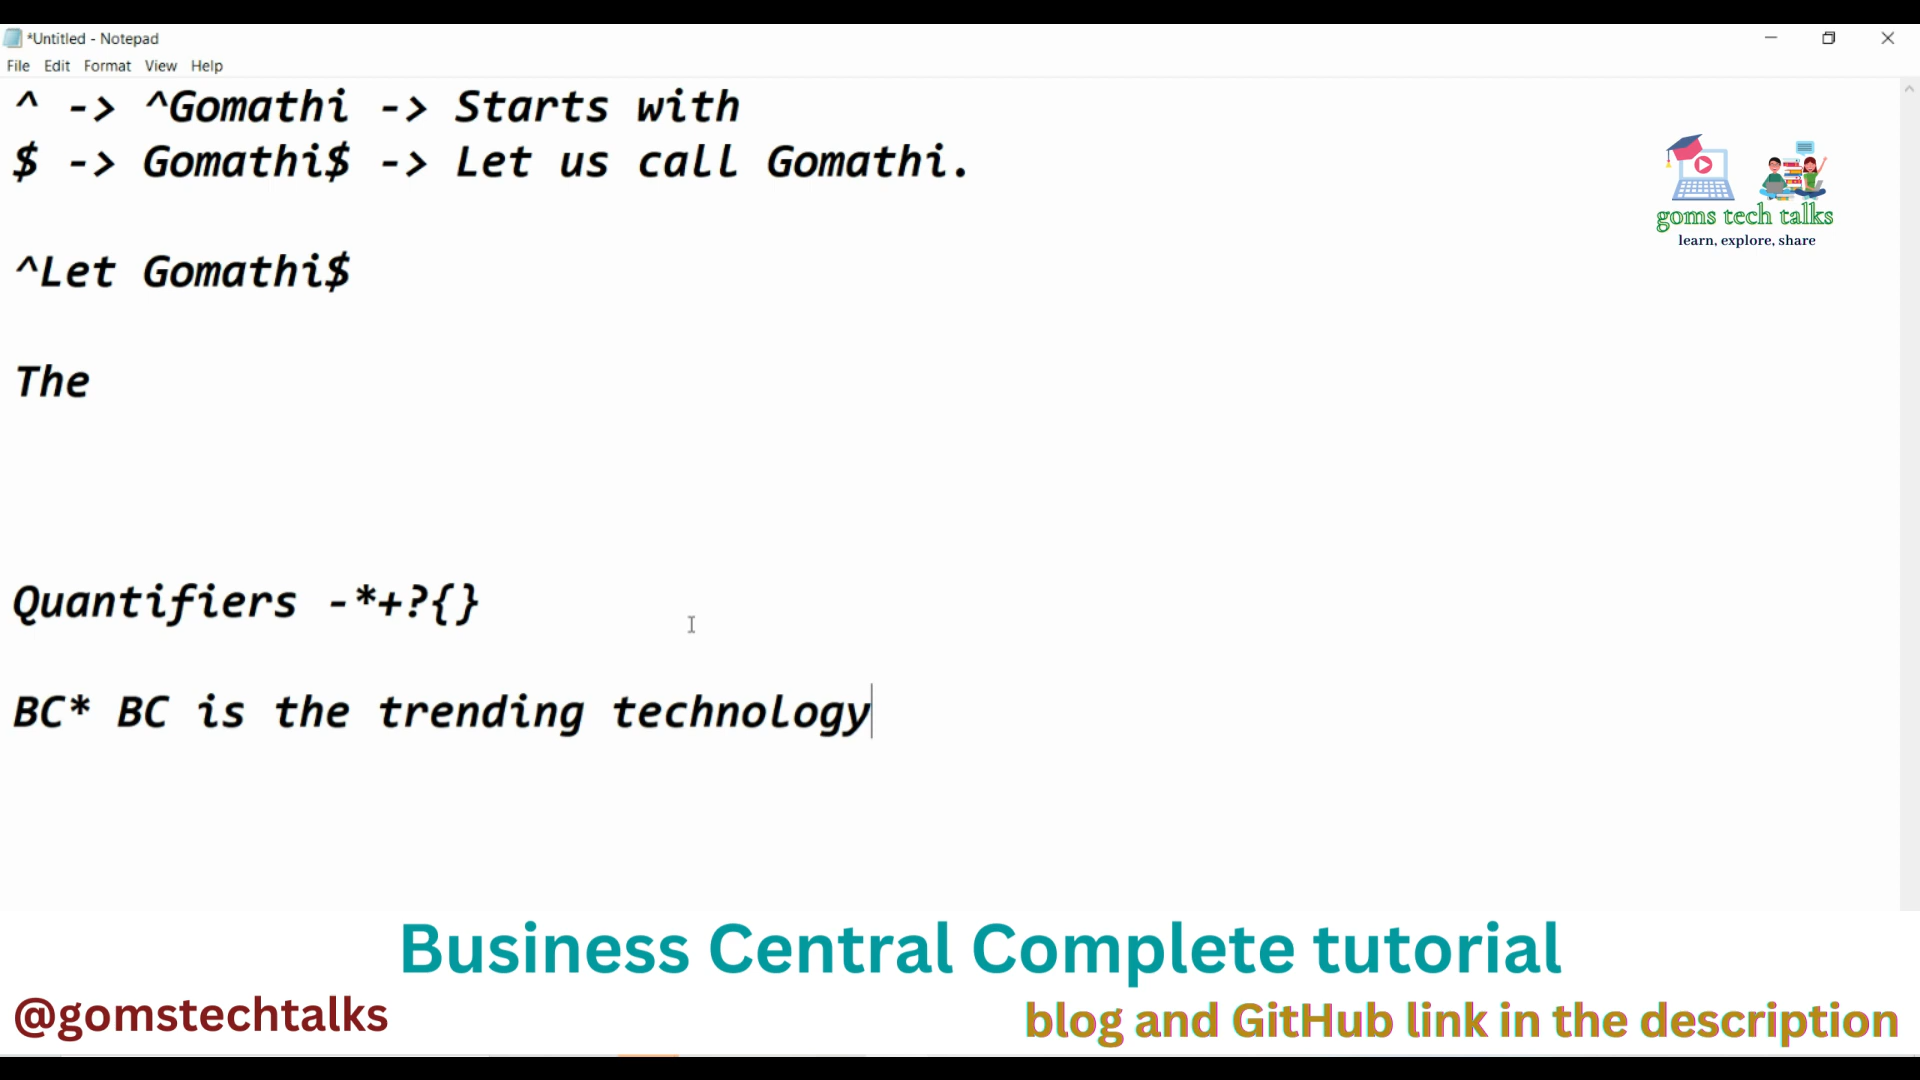 *Untitled - Notepad
File Edit Format View Help
^ -> ^Gomathi -> Starts with
$ -> Gomathi$ -> Let us call Gomathi.
goms tech talks
learn, explore, share
^Let Gomathi$
The
Quantifiers -*+?{}
BC* BC is the trending technology
Business Central Complete tutorial
@gomstechtalks
blog and GitHub link in the description